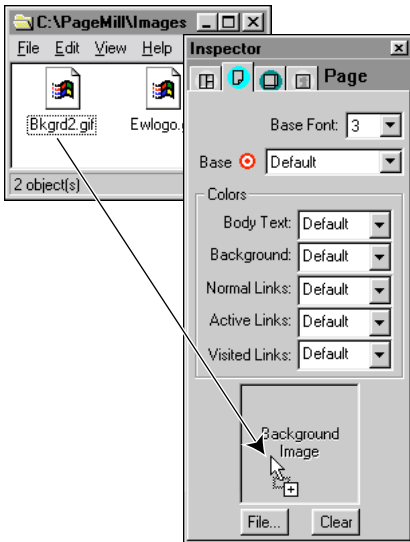 C:\PageMill\Images
File Edit View Help
Bkgrd2.gif Ewlogo.
2 object(s)
Inspector
Page
Base Font: 3
Base Default
Colors
Body Text: Default
Background: Default
Normal Links: Default
Active Links: Default
Visited Links: Default
Background
Image
File... Clear